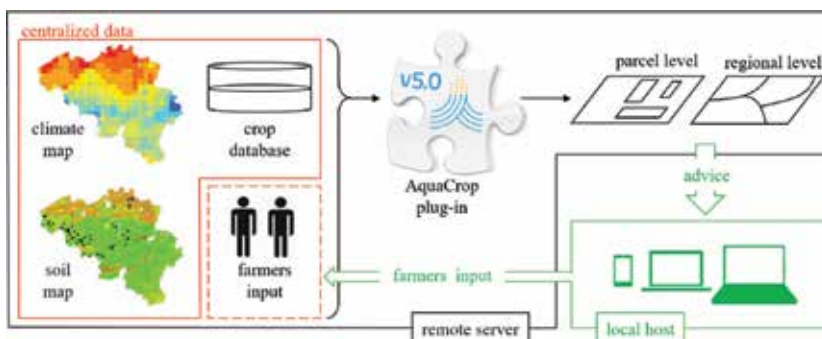 centralized data
climate
map
crop
database
soil
map
farmers
input
v5.0
AquaCrop
plug-in
parcel level
regional level
advice
farmers input
remote server
local host